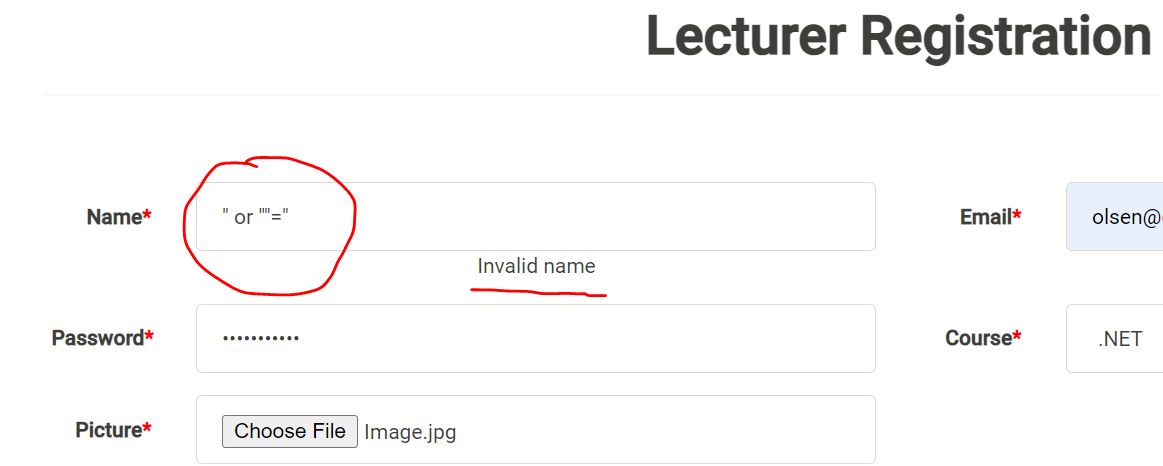 Lecturer Registration
Name* " or ""=" Email* olsen@
Invalid name
Password* ••••••••••• Course* .NET
Picture* Choose File Image.jpg